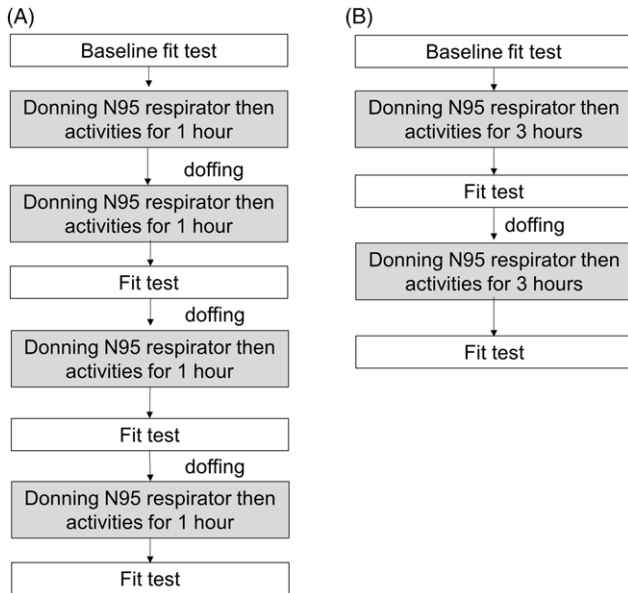 (A)
Baseline fit test
Donning N95 respirator then
activities for 1 hour
doffing
Donning N95 respirator then
activities for 1 hour
Fit test
doffing
Donning N95 respirator then
activities for 1 hour
Fit test
doffing
Donning N95 respirator then
activities for 1 hour
Fit test
(B)
Baseline fit test
Donning N95 respirator then
activities for 3 hours
Fit test
doffing
Donning N95 respirator then
activities for 3 hours
Fit test